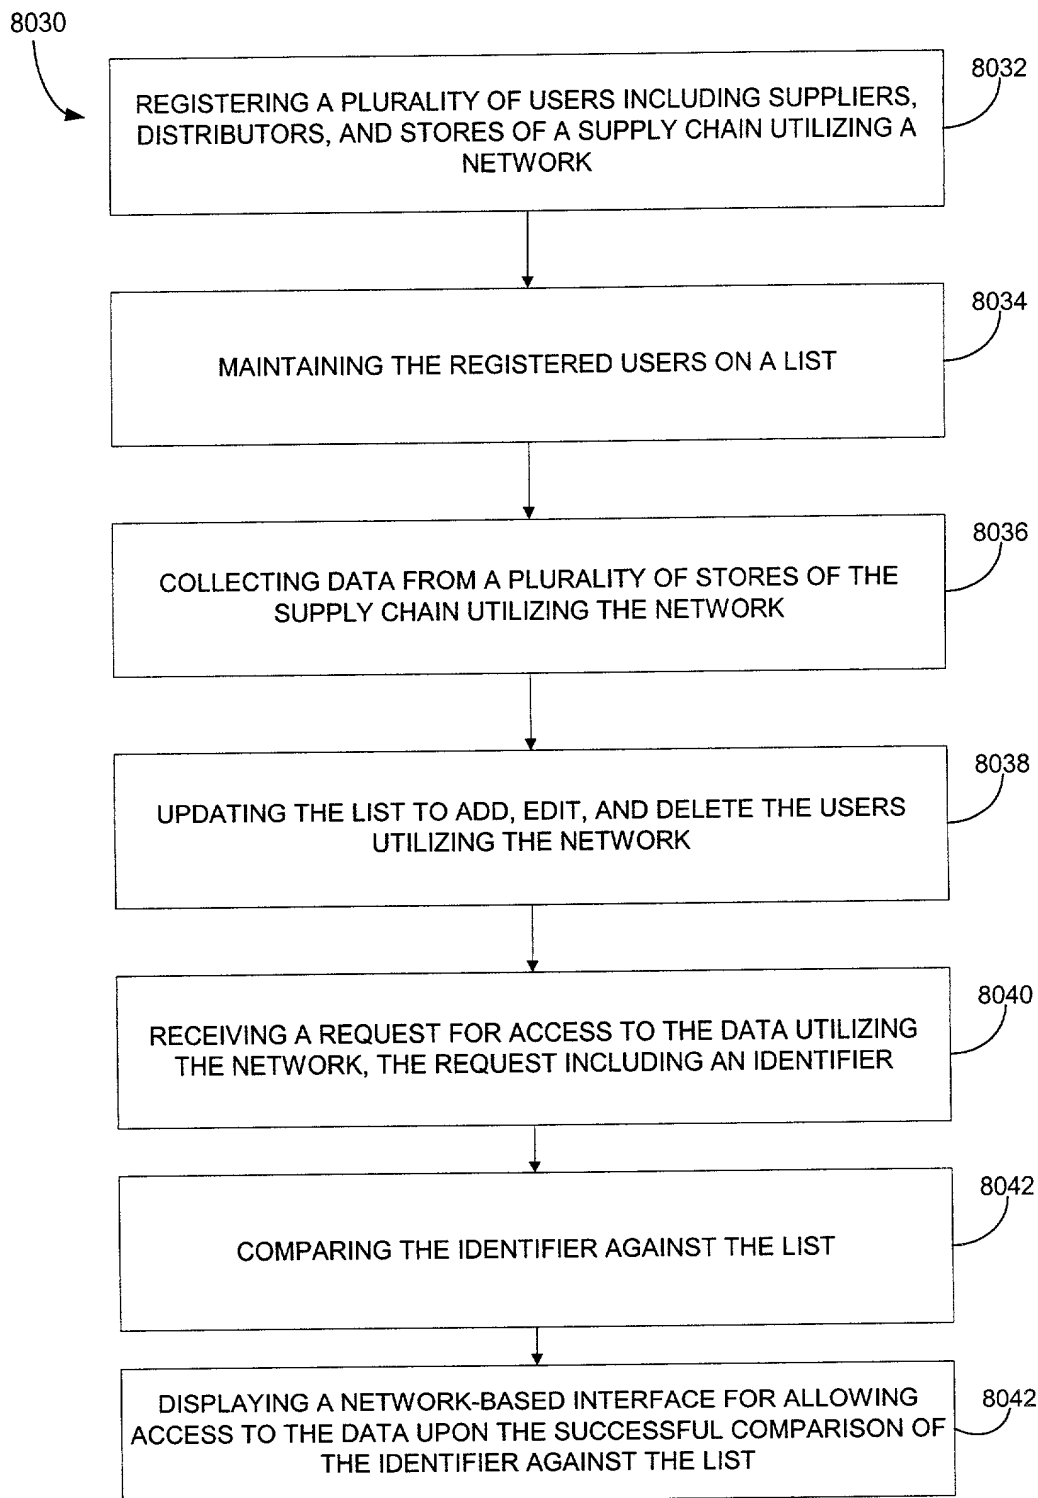 8030
8032
REGISTERING A PLURALITY OF USERS INCLUDING SUPPLIERS,
DISTRIBUTORS, AND STORES OF A SUPPLY CHAIN UTILIZING A
NETWORK
8034
MAINTAINING THE REGISTERED USERS ON A LIST
8036
COLLECTING DATA FROM A PLURALITY OF STORES OF THE
SUPPLY CHAIN UTILIZING THE NETWORK
8038
UPDATING THE LIST TO ADD, EDIT, AND DELETE THE USERS
UTILIZING THE NETWORK
8040
RECEIVING A REQUEST FOR ACCESS TO THE DATA UTILIZING
THE NETWORK, THE REQUEST INCLUDING AN IDENTIFIER
8042
COMPARING THE IDENTIFIER AGAINST THE LIST
8042
DISPLAYING A NETWORK-BASED INTERFACE FOR ALLOWING
ACCESS TO THE DATA UPON THE SUCCESSFUL COMPARISON OF
THE IDENTIFIER AGAINST THE LIST